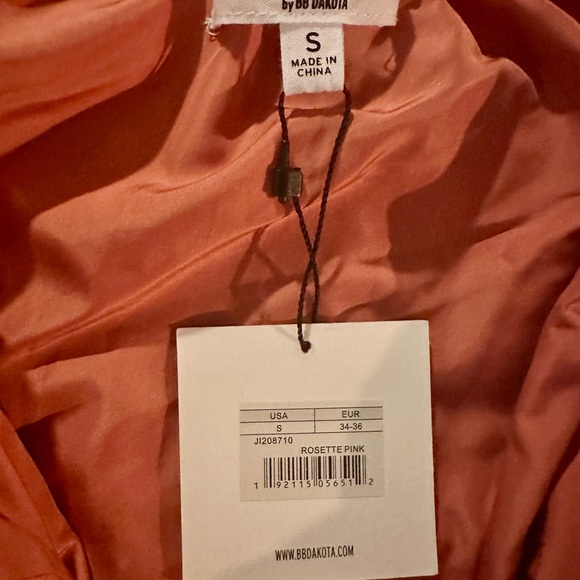 by BB DAKOTA
S
MADE IN
CHINA
USA EUR
S 34-36
JI208710
ROSETTE PINK
1 92115 05651 2
WWW.BBDAKOTA.COM